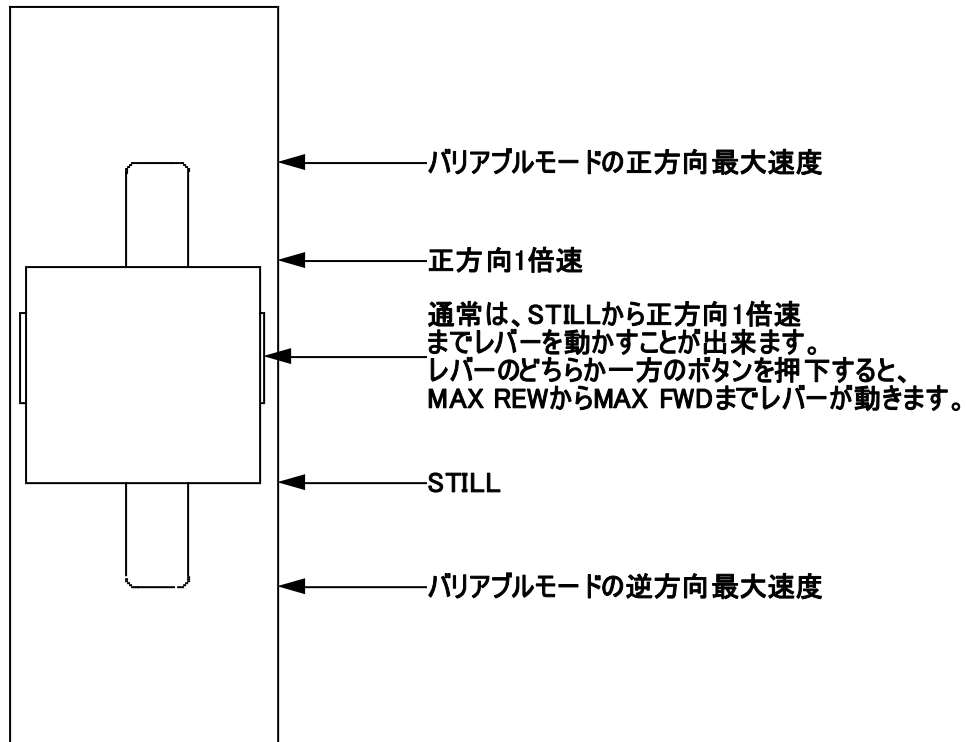 バリアブルモードの正方向最大速度
正方向1倍速
通常は、STILLから正方向1倍速
までレバーを動かすことが出来ます。
レバーのどちらか一方のボタンを押下すると、
MAX REWからMAX FWDまでレバーが動きます。
STILL
バリアブルモードの逆方向最大速度